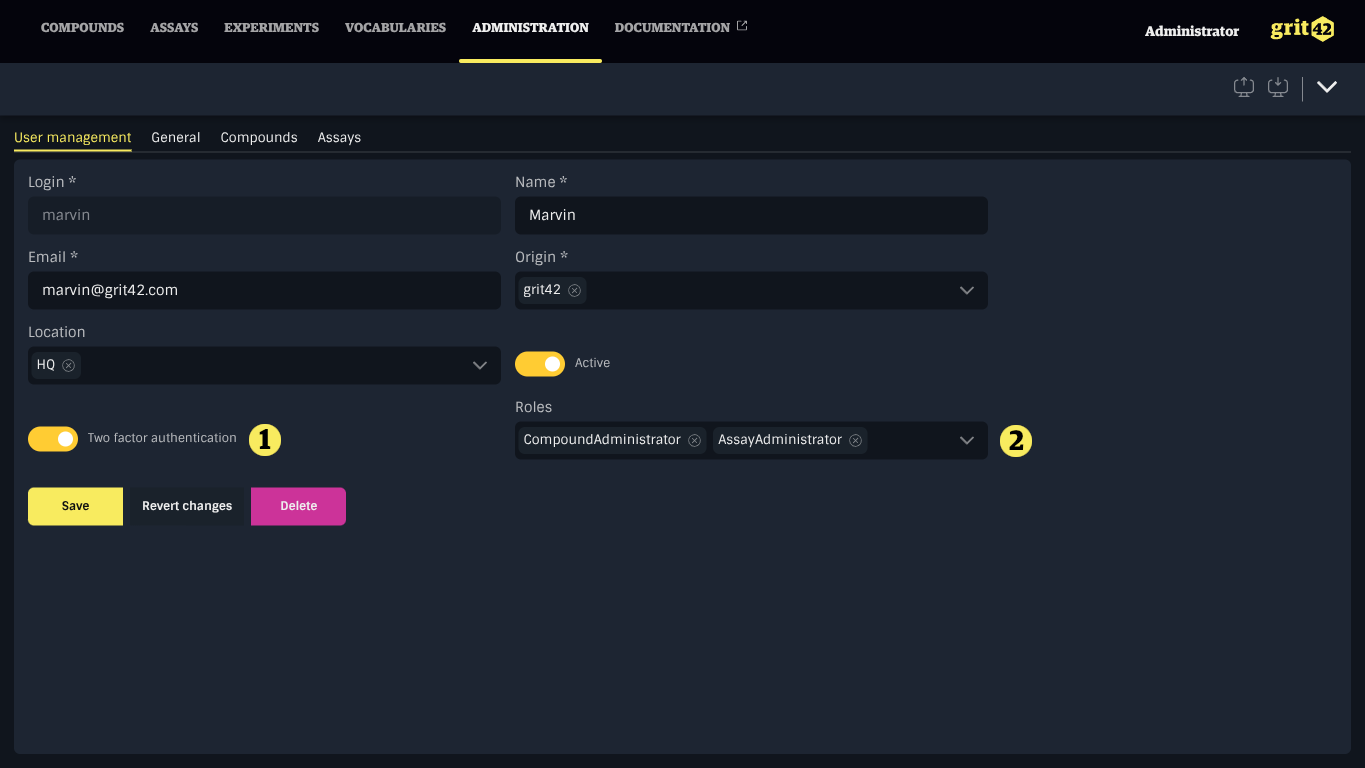 COMPOUNDS ASSAYS EXPERIMENTS VOCABULARIES ADMINISTRATION DOCUMENTATION Administrator grit42
User management General Compounds Assays
Login * Name *
marvin Marvin
Email * Origin *
marvin@grit42.com grit42
Location
HQ Active
Roles
Two factor authentication 1 CompoundAdministrator AssayAdministrator 2
Save Revert changes Delete